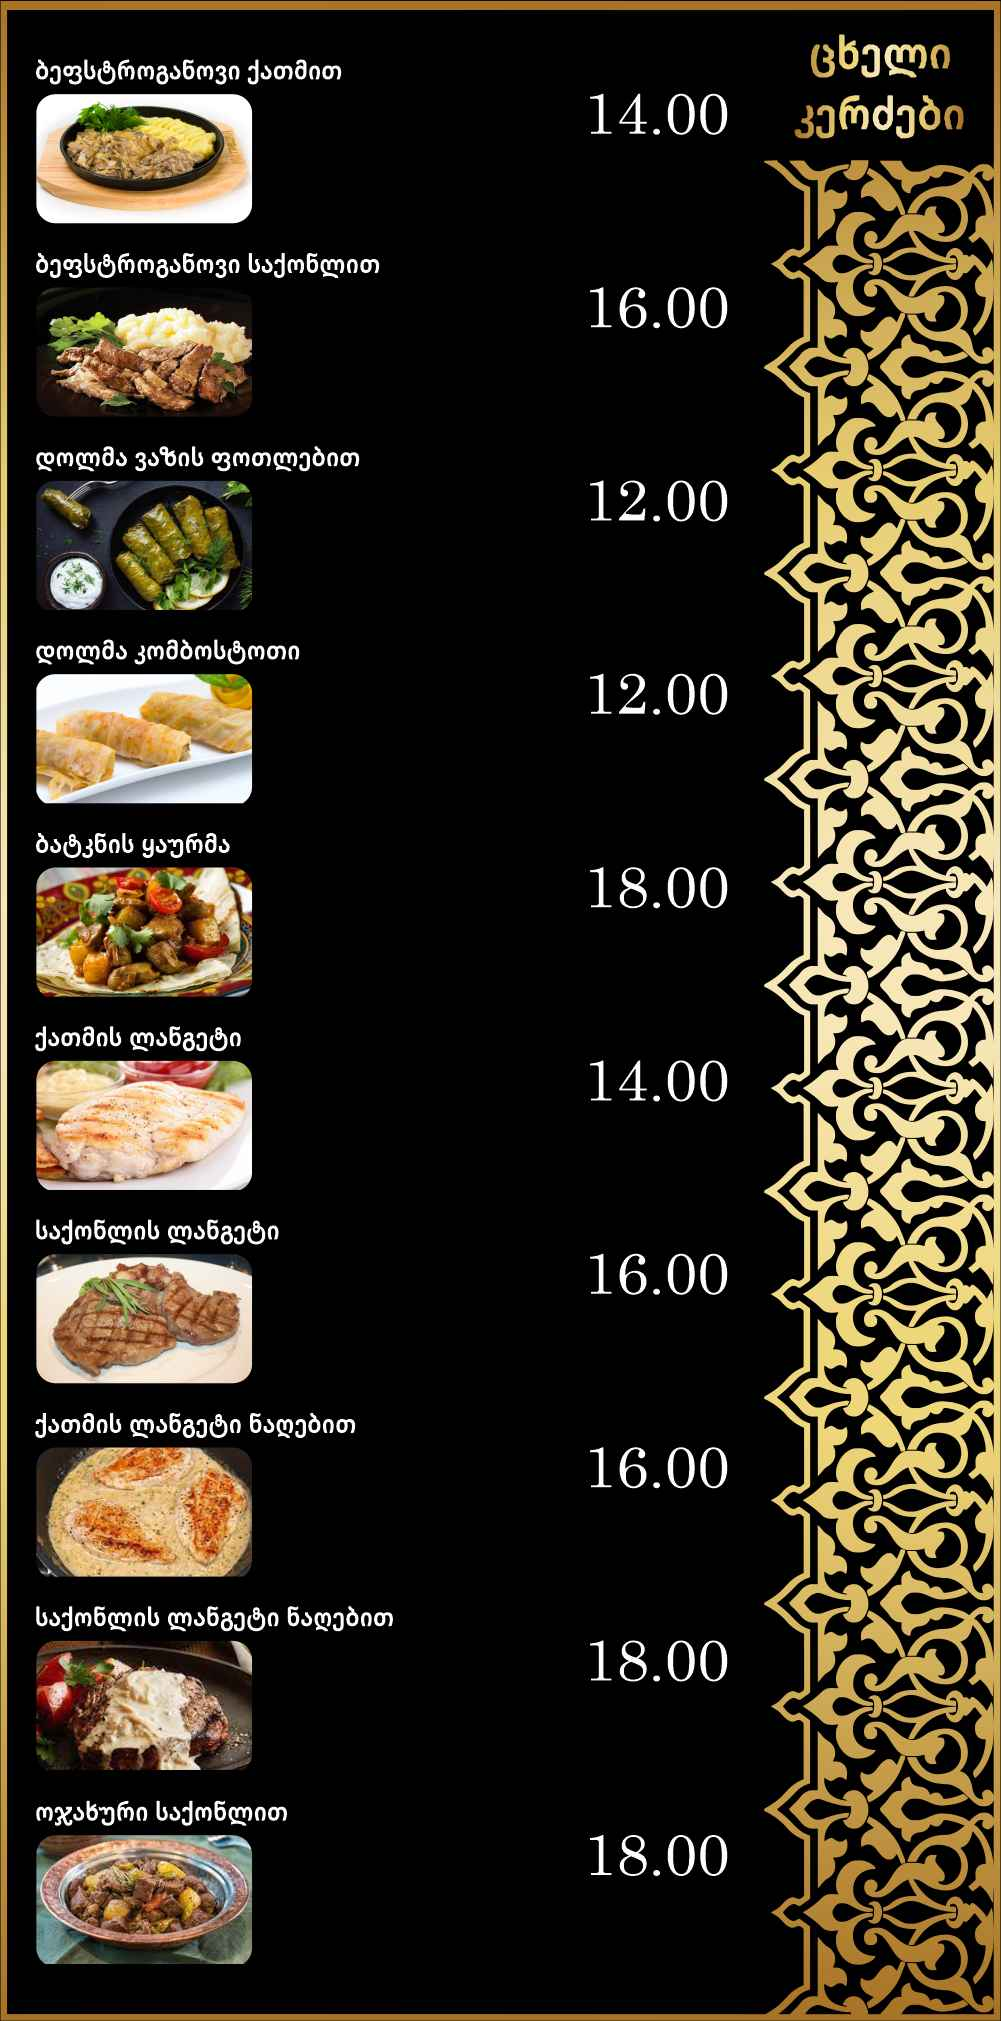 ცხელი
კერძები
ბეფსტროგანოვი ქათმით
14.00
ბეფსტროგანოვი საქონლით
16.00
დოლმა ვაზის ფოთლებით
12.00
დოლმა კომბოსტოთი
12.00
ბატკნის ყაურმა
18.00
ქათმის ლანგეტი
14.00
საქონლის ლანგეტი
16.00
ქათმის ლანგეტი ნაღებით
16.00
საქონლის ლანგეტი ნაღებით
18.00
ოჯახური საქონლით
18.00